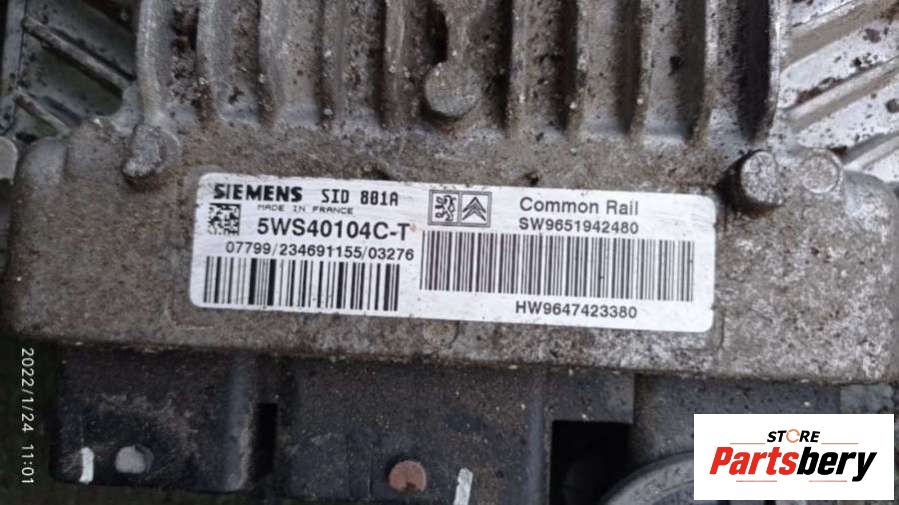 SIEMENS SID 801A
MADE IN FRANCE
5WS40104C-T
07799/234691155/03276
Common Rail
SW9651942480
HW9647423380
2022/1/24 11:01
STORE
Partsbery